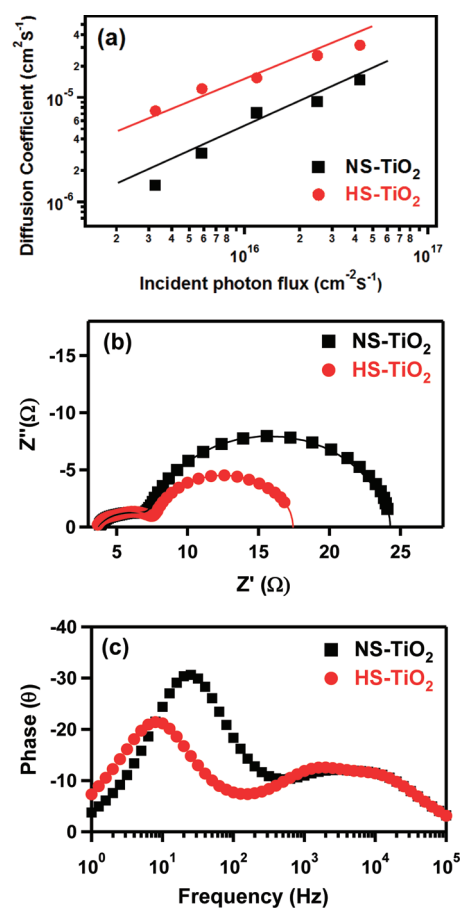 (a)
Diffusion Coefficient (cm²s⁻¹)
4
2
10⁻⁵
6
4
2
10⁻⁶
NS-TiO₂
HS-TiO₂
2 3 4 5 6 7 8 10¹⁶ 2 3 4 5 6 7 8 10¹⁷
Incident photon flux (cm⁻²s⁻¹)
(b)
NS-TiO₂
HS-TiO₂
Z''(Ω)
-15
-10
-5
0
5 10 15 20 25
Z' (Ω)
(c)
NS-TiO₂
HS-TiO₂
Phase (θ)
-40
-30
-20
-10
0
10⁰ 10¹ 10² 10³ 10⁴ 10⁵
Frequency (Hz)